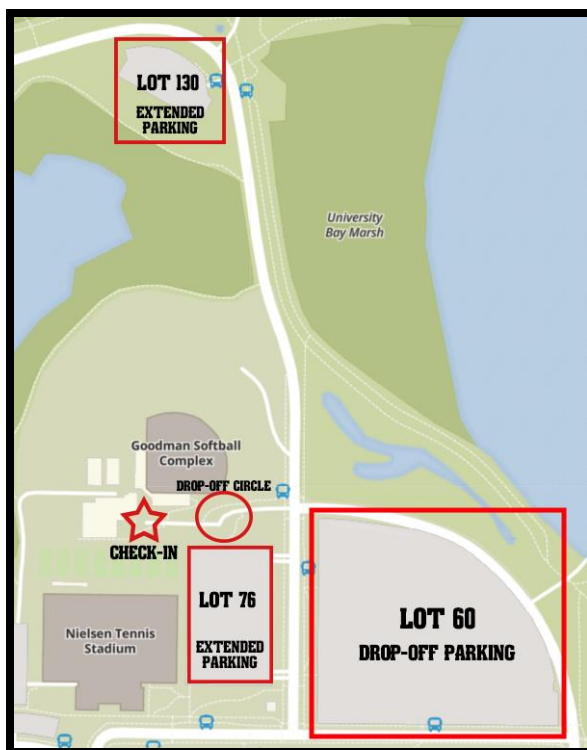 LOT 130
EXTENDED
PARKING
University
Bay Marsh
Goodman Softball
Complex
DROP-OFF CIRCLE
CHECK-IN
LOT 76
EXTENDED
PARKING
LOT 60
DROP-OFF PARKING
Nielsen Tennis
Stadium